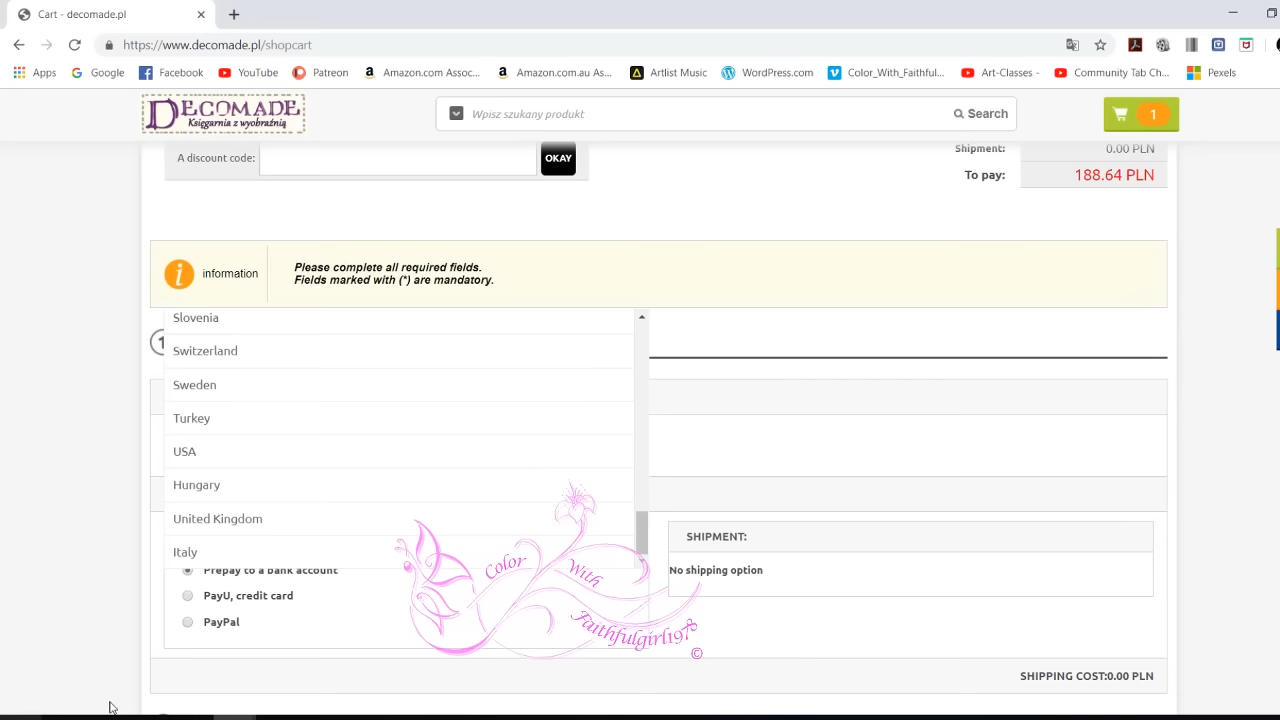 Cart - decomade.pl
https://www.decomade.pl/shopcart
Apps Google Facebook YouTube Patreon Amazon.com Assoc... Amazon.com.au As... Artlist Music WordPress.com Color_With_Faithful... Art-Classes - Community Tab Ch... Pexels
DECOMADE
Księgarnia z wyobraźnią
Wpisz szukany produkt
Search
1
Shipment: 0.00 PLN
A discount code: OKAY
To pay: 188.64 PLN
information
Please complete all required fields.
Fields marked with (*) are mandatory.
1
Slovenia
Switzerland
Sweden
Turkey
USA
Hungary
United Kingdom
Italy
Prepay to a bank account
PayU, credit card
PayPal
SHIPMENT:
No shipping option
Color With
Faithfulgirl1978
©
SHIPPING COST:0.00 PLN